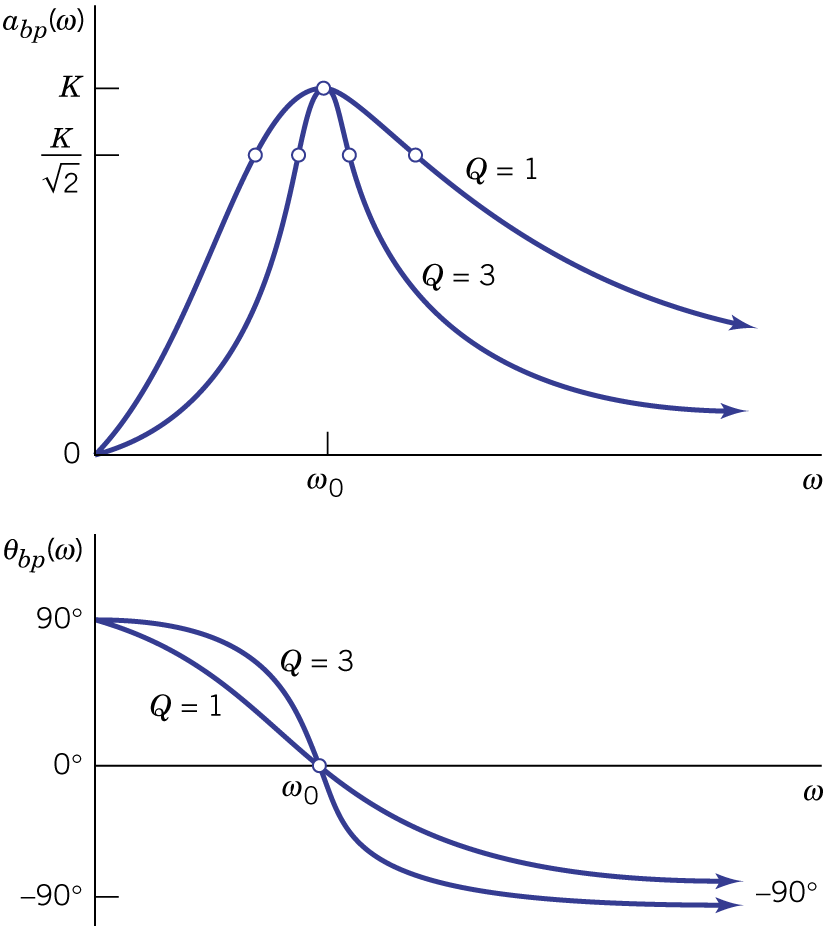 a_bp(ω)
K
K
√2
Q = 1
Q = 3
0
ω0
ω
θ_bp(ω)
90°
Q = 3
Q = 1
0°
ω0
ω
–90°
–90°